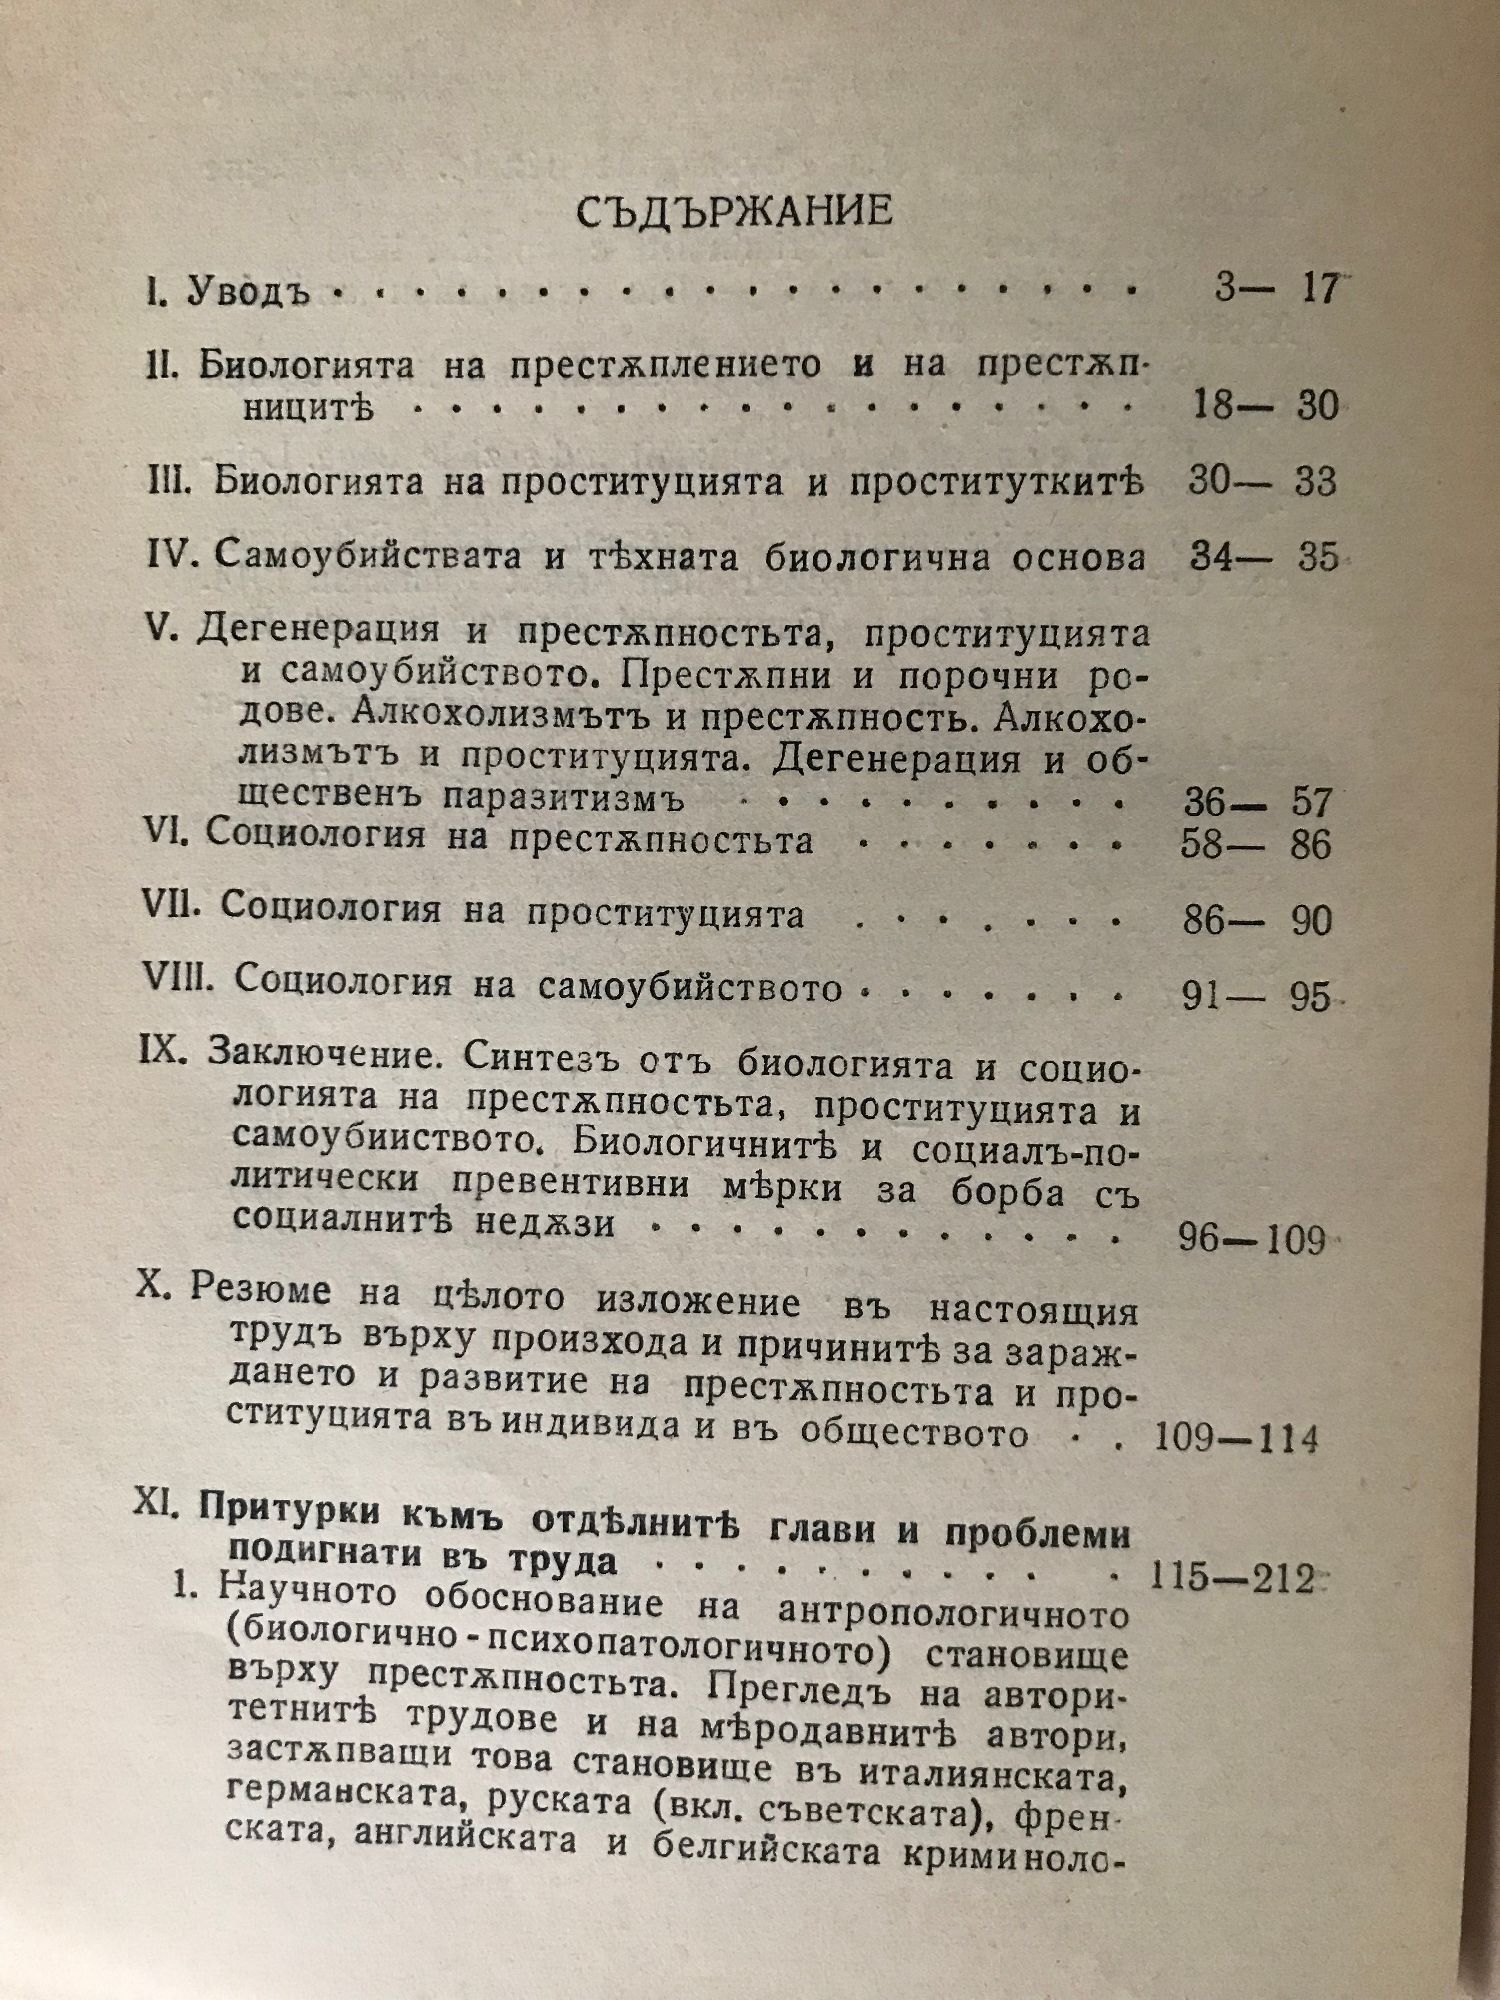 СЪДЪРЖАНИЕ
I. Уводъ . . . . . . . . . . . . . . . . . . . . 3— 17
II. Биологията на престѫплението и на престѫп-
ницитѣ . . . . . . . . . . . . . . . . . . 18— 30
III. Биологията на проституцията и проституткитѣ 30— 33
IV. Самоубийствата и тѣхната биологична основа 34— 35
V. Дегенерация и престѫпностьта, проституцията
и самоубийството. Престѫпни и порочни ро-
дове. Алкохолизмътъ и престѫпность. Алкохо-
лизмътъ и проституцията. Дегенерация и об-
щественъ паразитизмъ . . . . . . . . . . 36— 57
VI. Социология на престѫпностьта . . . . . . . 58— 86
VII. Социология на проституцията . . . . . . . 86— 90
VIII. Социология на самоубийството . . . . . . . 91— 95
IX. Заключение. Синтезъ отъ биологията и социо-
логията на престѫпностьта, проституцията и
самоубииството. Биологичнитѣ и социалъ-по-
литически превентивни мѣрки за борба съ
социалнитѣ недѫзи . . . . . . . . . . . . 96—109
X. Резюме на цѣлото изложение въ настоящия
трудъ върху произхода и причинитѣ за зараж-
дането и развитие на престѫпностьта и про-
ституцията въ индивида и въ обществото . . 109—114
XI. Притурки къмъ отдѣлнитѣ глави и проблеми
подигнати въ труда . . . . . . . . . . . 115—212
1. Научното обоснование на антропологичното
(биологично-психопатологичното) становище
върху престѫпностьта. Прегледъ на автори-
тетнитѣ трудове и на мѣродавнитѣ автори,
застѫпващи това становище въ италиянската,
германската, руската (вкл. съветската), френ-
ската, английската и белгийската криминоло-